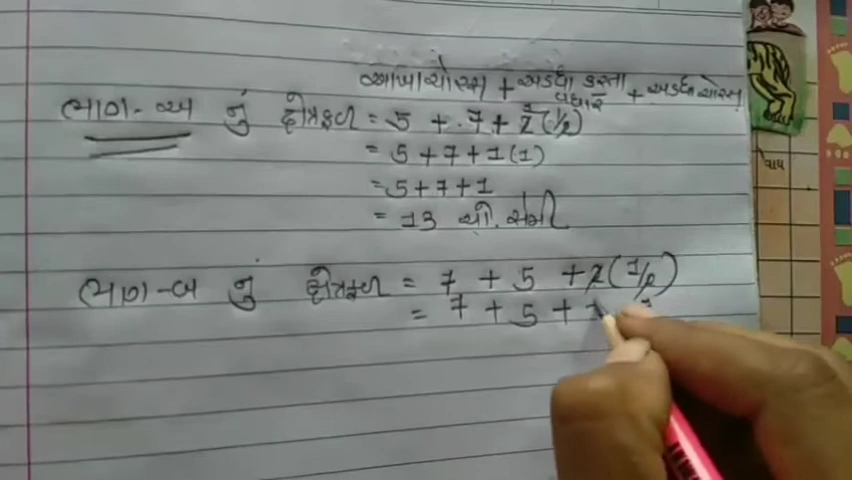 આખાચોરસ + અડધા કરતા વધારે + અડધા ચોરસ
ભાગ-અ નું ક્ષેત્રફળ = 5 + 7 + 2(1/2)
= 5 + 7 + 1(1)
= 5 + 7 + 1
= 13 ચો. સેમી
ભાગ-બ નું ક્ષેત્રફળ = 7 + 5 + 2(1/2)
= 7 + 5 + 1